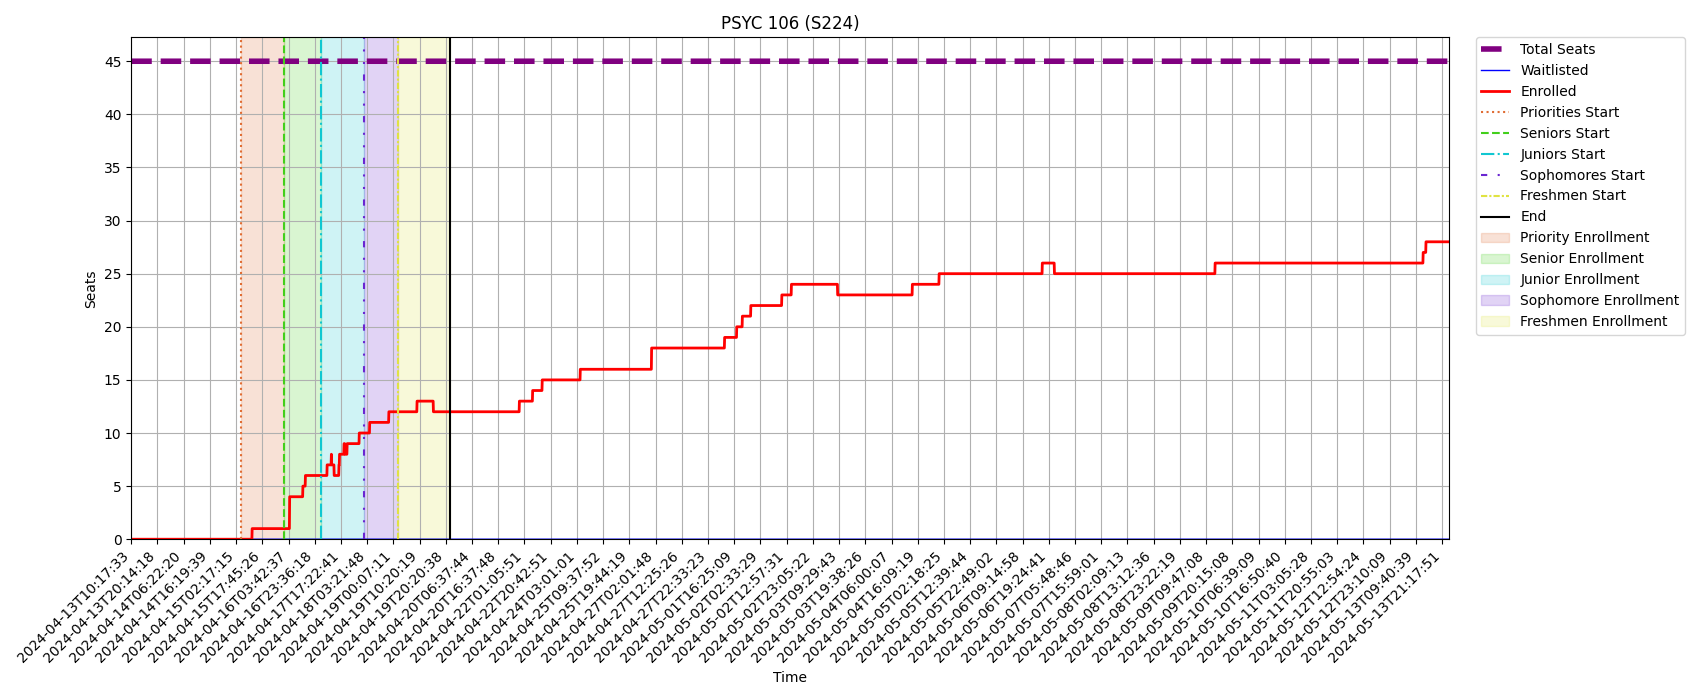 PSYC 106 (S224)
Seats
45
40
35
30
25
20
15
10
5
0
2024-04-13T10:17:33
2024-04-13T20:14:18
2024-04-14T06:22:20
2024-04-14T16:19:39
2024-04-15T02:17:15
2024-04-15T17:45:26
2024-04-16T03:42:37
2024-04-16T23:36:18
2024-04-17T17:22:41
2024-04-18T03:21:48
2024-04-19T00:07:11
2024-04-19T10:20:19
2024-04-19T20:20:38
2024-04-20T06:37:44
2024-04-20T16:37:48
2024-04-22T01:05:51
2024-04-22T20:42:51
2024-04-24T03:01:01
2024-04-25T09:37:52
2024-04-25T19:44:19
2024-04-27T02:01:48
2024-04-27T12:25:26
2024-04-27T22:33:23
2024-05-01T16:25:09
2024-05-02T02:33:29
2024-05-02T12:57:31
2024-05-02T23:05:22
2024-05-03T09:29:43
2024-05-03T19:38:26
2024-05-04T06:00:07
2024-05-04T16:09:19
2024-05-05T02:18:25
2024-05-05T12:39:44
2024-05-05T22:49:02
2024-05-06T09:14:58
2024-05-06T19:24:41
2024-05-07T05:48:46
2024-05-07T15:59:01
2024-05-08T02:09:13
2024-05-08T13:12:36
2024-05-08T23:22:19
2024-05-09T09:47:08
2024-05-09T20:15:08
2024-05-10T06:39:09
2024-05-10T16:50:40
2024-05-11T03:05:28
2024-05-11T20:55:03
2024-05-12T12:54:24
2024-05-12T23:10:09
2024-05-13T09:40:39
2024-05-13T21:17:51
Time
Total Seats
Waitlisted
Enrolled
Priorities Start
Seniors Start
Juniors Start
Sophomores Start
Freshmen Start
End
Priority Enrollment
Senior Enrollment
Junior Enrollment
Sophomore Enrollment
Freshmen Enrollment